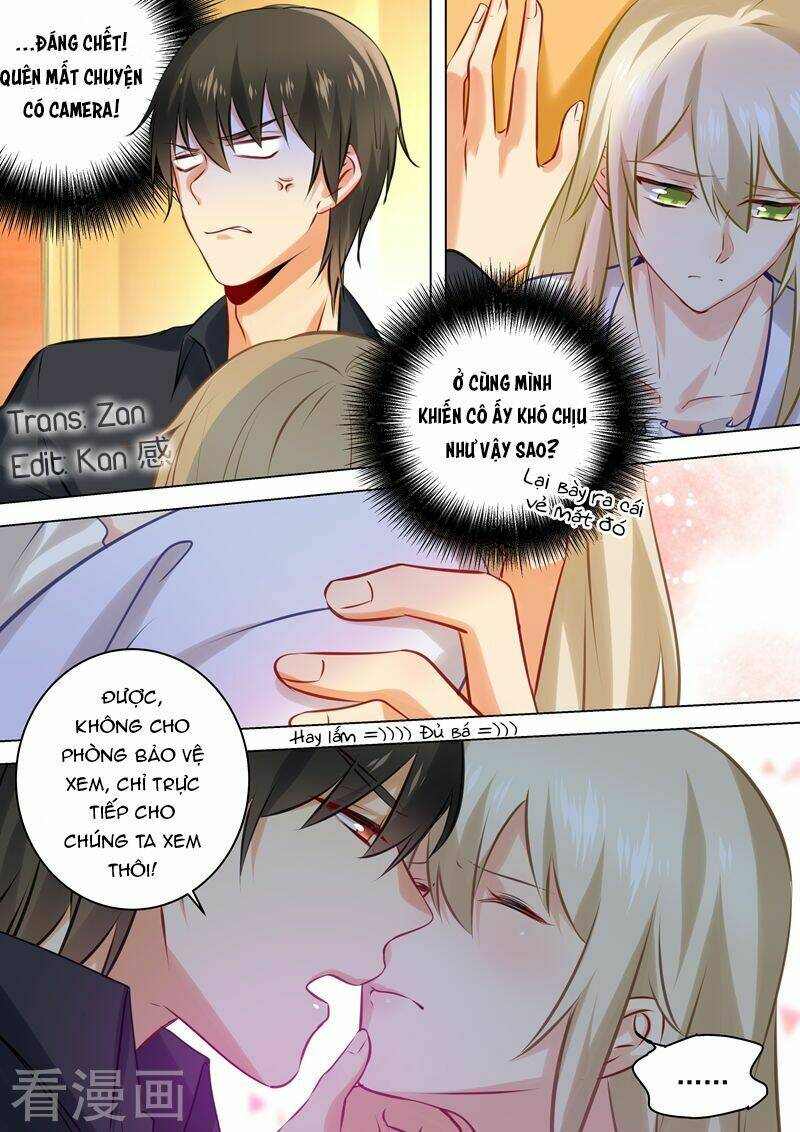 ...ĐÁNG CHẾT!
QUÊN MẤT CHUYỆN
CÓ CAMERA!
Ở CÙNG MÌNH
KHIẾN CÔ ẤY KHÓ CHỊU
NHƯ VẬY SAO?
Lại bày ra cái
vẻ mặt đó
Trans: Zan
Edit: Kan 感
ĐƯỢC,
KHÔNG CHO
PHÒNG BẢO VỆ
XEM, CHỈ TRỰC
TIẾP CHO
CHÚNG TA XEM
THÔI!
Hay lắm =)))) Đủ bá =)))
......
看漫画